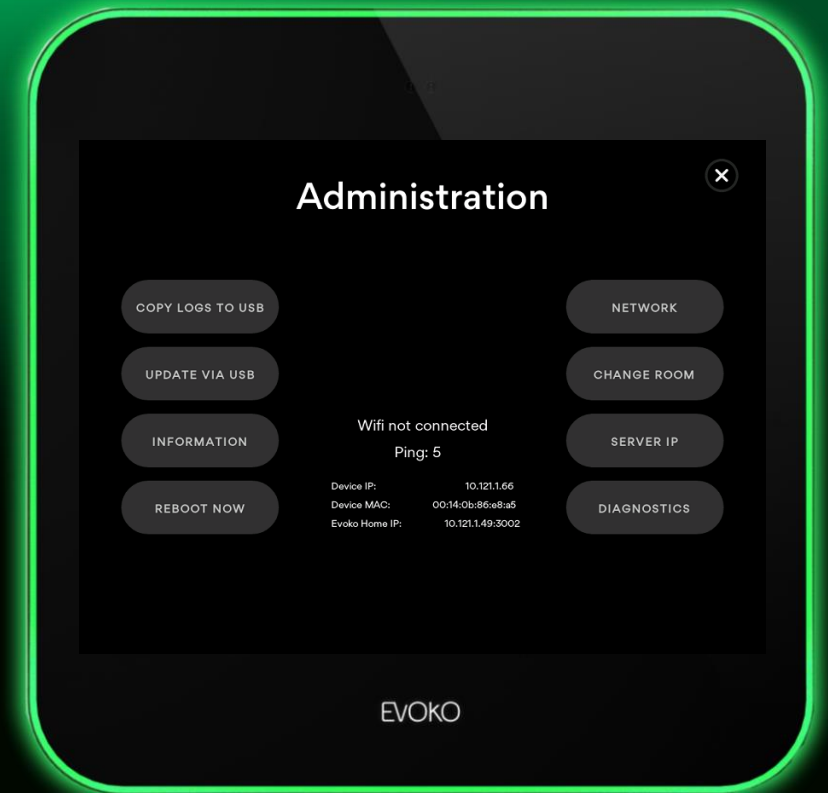 Administration
COPY LOGS TO USB
UPDATE VIA USB
INFORMATION
REBOOT NOW
Wifi not connected
Ping: 5
Device IP: 10.121.1.66
Device MAC: 00:14:0b:86:e8:a5
Evoko Home IP: 10.121.1.49:3002
NETWORK
CHANGE ROOM
SERVER IP
DIAGNOSTICS
EVOKO